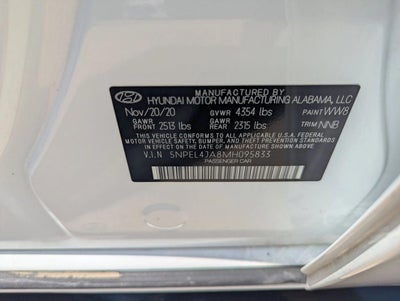 MANUFACTURED BY
HYUNDAI MOTOR MANUFACTURING ALABAMA, LLC
Nov/20/20 GVWR 4354 lbs PAINT WW8
GAWR FRONT 2513 lbs GAWR REAR 2315 lbs TRIM NNB
THIS VEHICLE CONFORMS TO ALL APPLICABLE U.S.A. FEDERAL
MOTOR VEHICLE SAFETY, BUMPER, AND THEFT PREVENTION
STANDARDS IN EFFECT ON THE DATE OF MANUFACTURE SHOWN ABOVE.
V.I.N 5NPEL4JA8MH095833
PASSENGER CAR